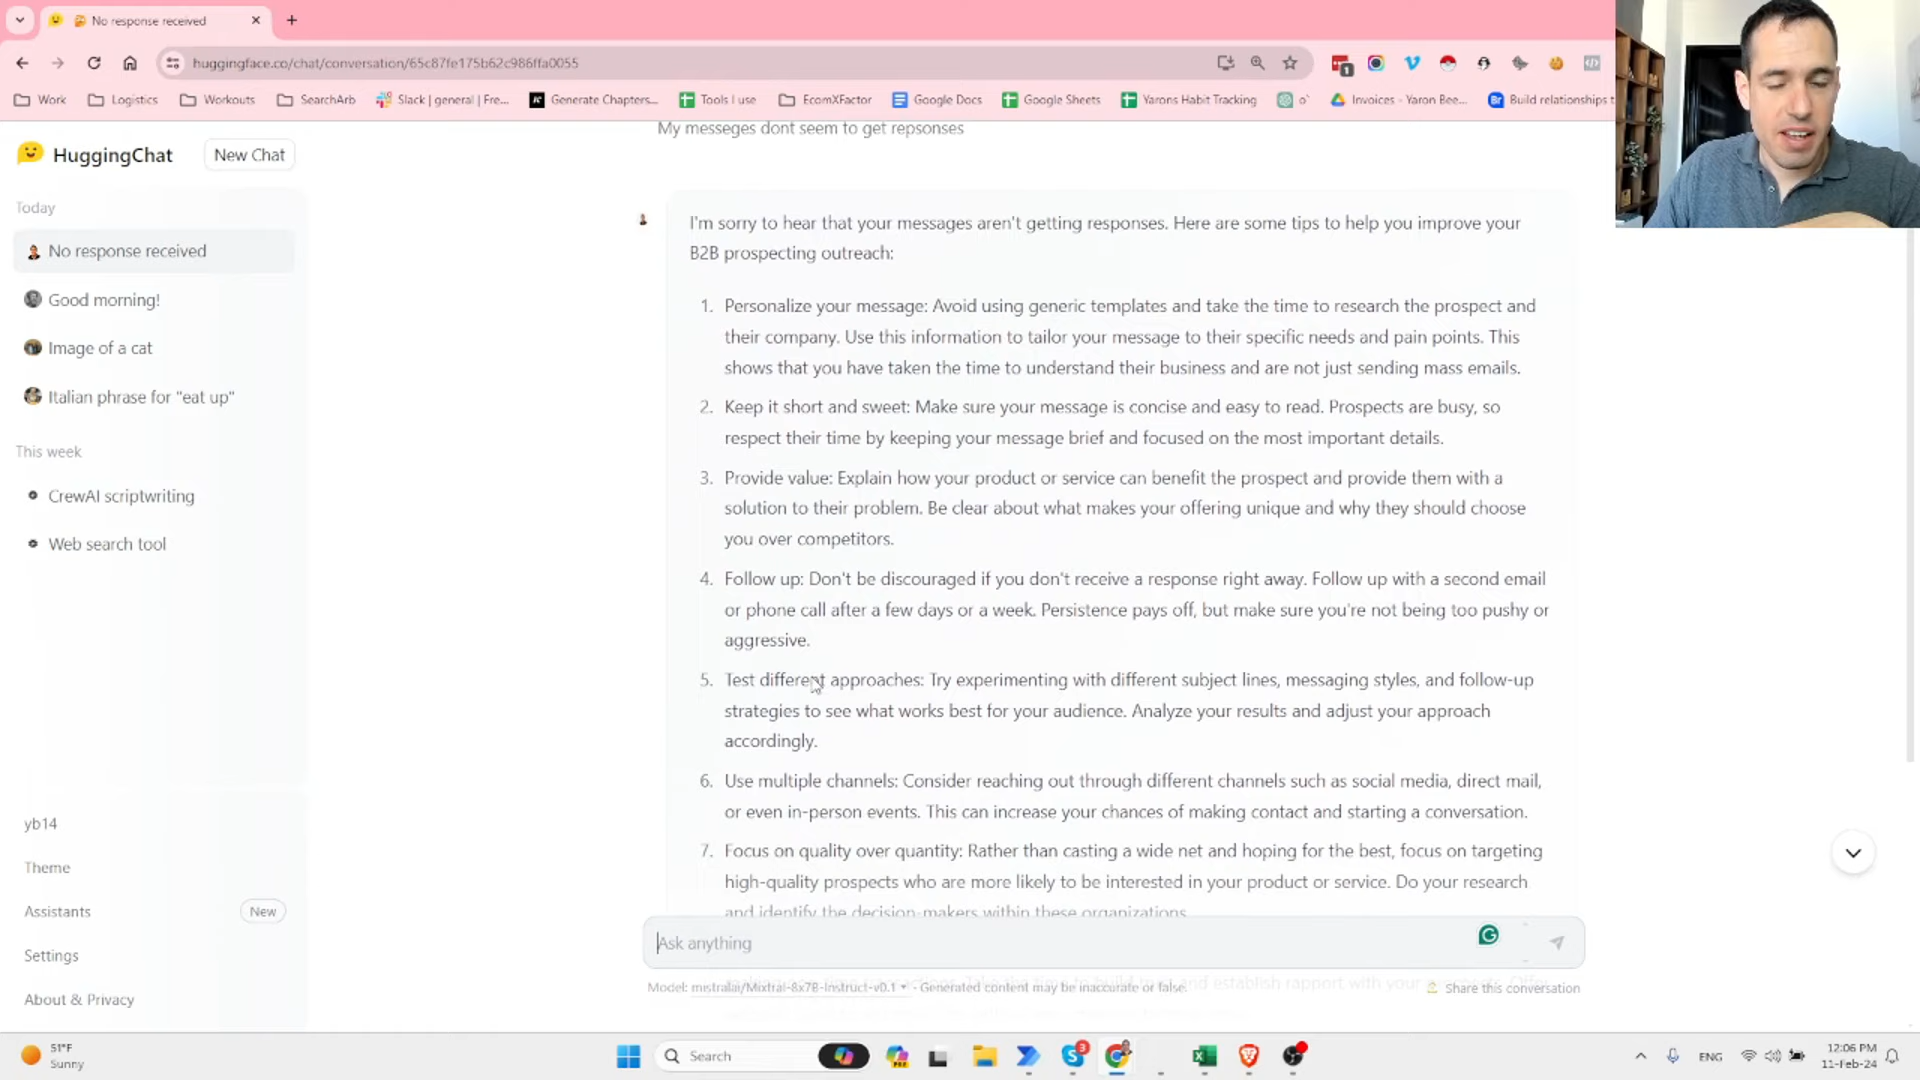 No response received
huggingface.co/chat/conversation/65c87fe175b62c986ffa0055
1
Work
Logistics
Workouts
SearchArb
Slack | general | Fre...
Generate Chapters...
Tools I use
EcomXFactor
Google Docs
Google Sheets
Yarons Habit Tracking
o`
Invoices - Yaron Bee...
Build relationships t
HuggingChat
New Chat
Today
No response received
Good morning!
Image of a cat
Italian phrase for "eat up"
This week
CrewAI scriptwriting
Web search tool
yb14
Theme
Assistants
New
Settings
About & Privacy
My messeges dont seem to get repsonses
I'm sorry to hear that your messages aren't getting responses. Here are some tips to help you improve your
B2B prospecting outreach:
1. Personalize your message: Avoid using generic templates and take the time to research the prospect and
their company. Use this information to tailor your message to their specific needs and pain points. This
shows that you have taken the time to understand their business and are not just sending mass emails.
2. Keep it short and sweet: Make sure your message is concise and easy to read. Prospects are busy, so
respect their time by keeping your message brief and focused on the most important details.
3. Provide value: Explain how your product or service can benefit the prospect and provide them with a
solution to their problem. Be clear about what makes your offering unique and why they should choose
you over competitors.
4. Follow up: Don't be discouraged if you don't receive a response right away. Follow up with a second email
or phone call after a few days or a week. Persistence pays off, but make sure you're not being too pushy or
aggressive.
5. Test different approaches: Try experimenting with different subject lines, messaging styles, and follow-up
strategies to see what works best for your audience. Analyze your results and adjust your approach
accordingly.
6. Use multiple channels: Consider reaching out through different channels such as social media, direct mail,
or even in-person events. This can increase your chances of making contact and starting a conversation.
7. Focus on quality over quantity: Rather than casting a wide net and hoping for the best, focus on targeting
high-quality prospects who are more likely to be interested in your product or service. Do your research
and identify the decision-makers within these organizations.
Ask anything
Take the time to build trust and establish rapport with your
Model: mistralai/Mixtral-8x7B-Instruct-v0.1 · Generated content may be inaccurate or false.
Share this conversation
51°F
Sunny
Search
PRE
3
ENG
12:06 PM
11-Feb-24